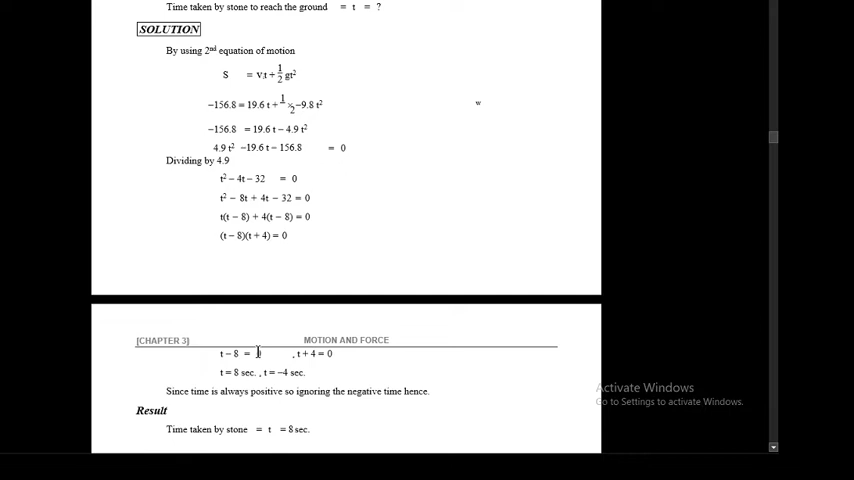 Time taken by stone to reach the ground = t = ?
SOLUTION
By using 2nd equation of motion
S = vit + 1/2 gt²
−156.8 = 19.6 t + 1/2 × −9.8 t²
w
−156.8 = 19.6 t − 4.9 t²
4.9 t² −19.6 t − 156.8 = 0
Dividing by 4.9
t² − 4t − 32 = 0
t² − 8t + 4t − 32 = 0
t(t − 8) + 4(t − 8) = 0
(t − 8)(t + 4) = 0
[CHAPTER 3] MOTION AND FORCE
t − 8 = 0 , t + 4 = 0
t = 8 sec. , t = −4 sec.
Since time is always positive so ignoring the negative time hence.
Result
Time taken by stone = t = 8 sec.
Activate Windows
Go to Settings to activate Windows.